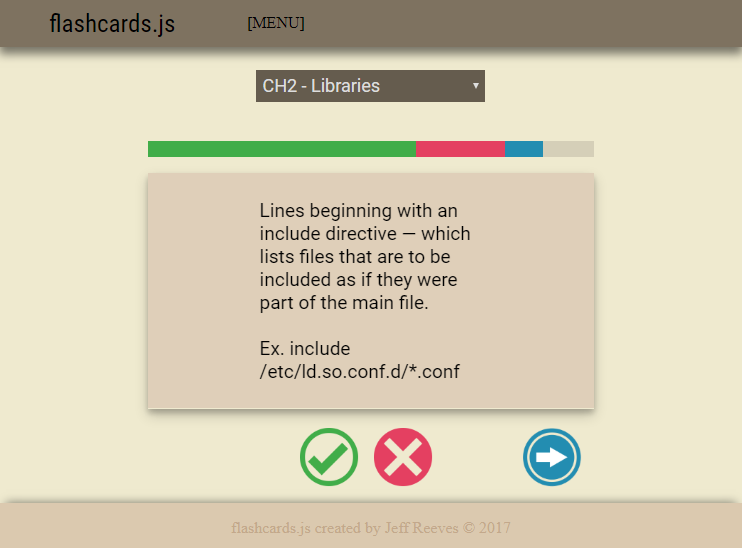 flashcards.js
[MENU]
CH2 - Libraries
Lines beginning with an
include directive — which
lists files that are to be
included as if they were
part of the main file.
Ex. include
/etc/ld.so.conf.d/*.conf
flashcards.js created by Jeff Reeves © 2017